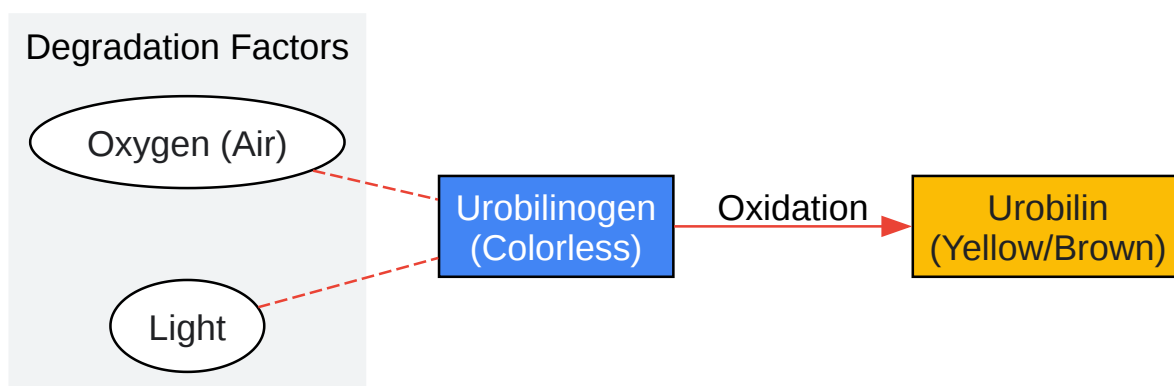 Degradation Factors
Oxygen (Air)
Light
Urobilinogen
(Colorless)
Oxidation
Urobilin
(Yellow/Brown)